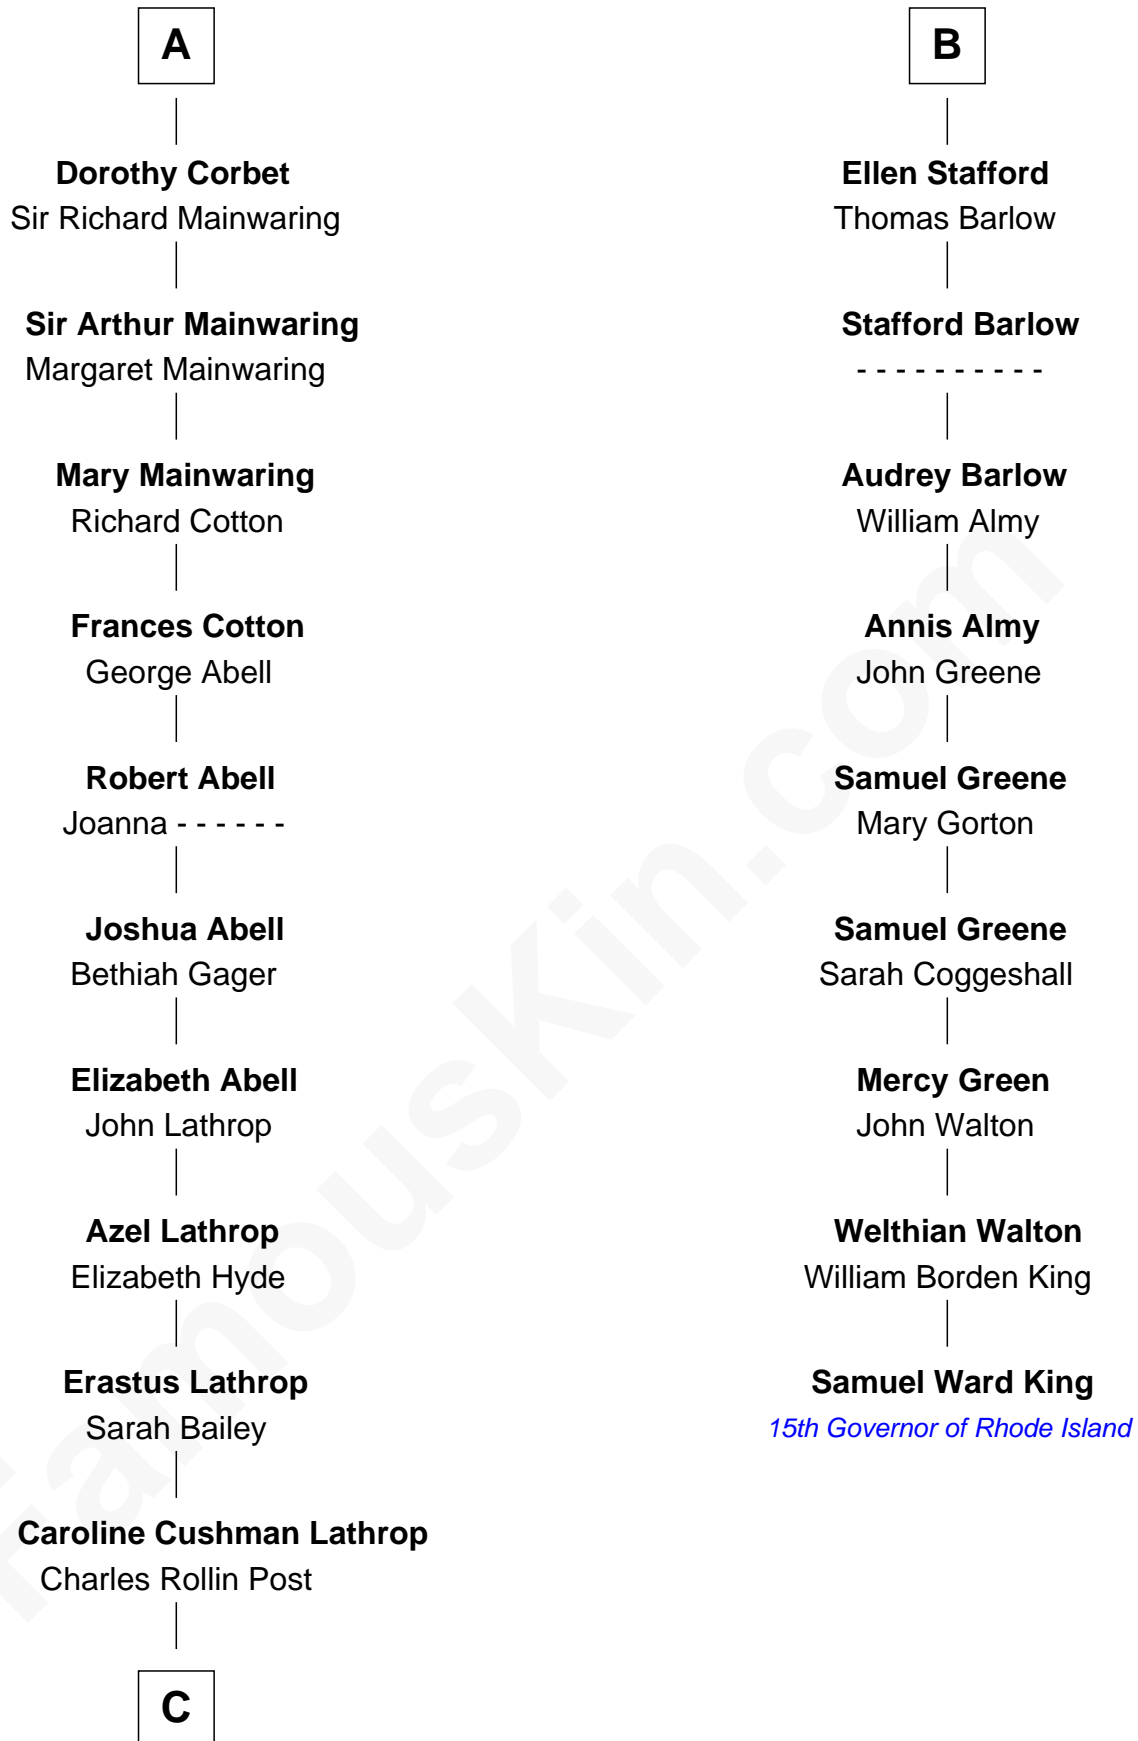 A
Dorothy Corbet
Sir Richard Mainwaring
Sir Arthur Mainwaring
Margaret Mainwaring
Mary Mainwaring
Richard Cotton
Frances Cotton
George Abell
Robert Abell
Joanna - - - - - -
Joshua Abell
Bethiah Gager
Elizabeth Abell
John Lathrop
Azel Lathrop
Elizabeth Hyde
Erastus Lathrop
Sarah Bailey
Caroline Cushman Lathrop
Charles Rollin Post
C
B
Ellen Stafford
Thomas Barlow
Stafford Barlow
- - - - - - - - - -
Audrey Barlow
William Almy
Annis Almy
John Greene
Samuel Greene
Mary Gorton
Samuel Greene
Sarah Coggeshall
Mercy Green
John Walton
Welthian Walton
William Borden King
Samuel Ward King
15th Governor of Rhode Island
FamousKin.com